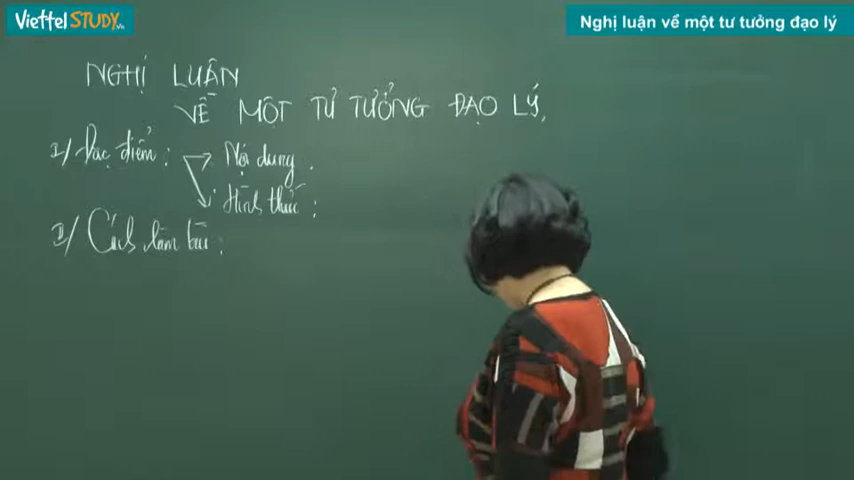 ViettelSTUDY.vn
Nghị luận về một tư tưởng đạo lý
NGHỊ LUẬN
VỀ MỘT TƯ TƯỞNG ĐẠO LÝ.
1/ Đặc điểm:
Nội dung.
Hình thức:
2/ Cách làm bài: